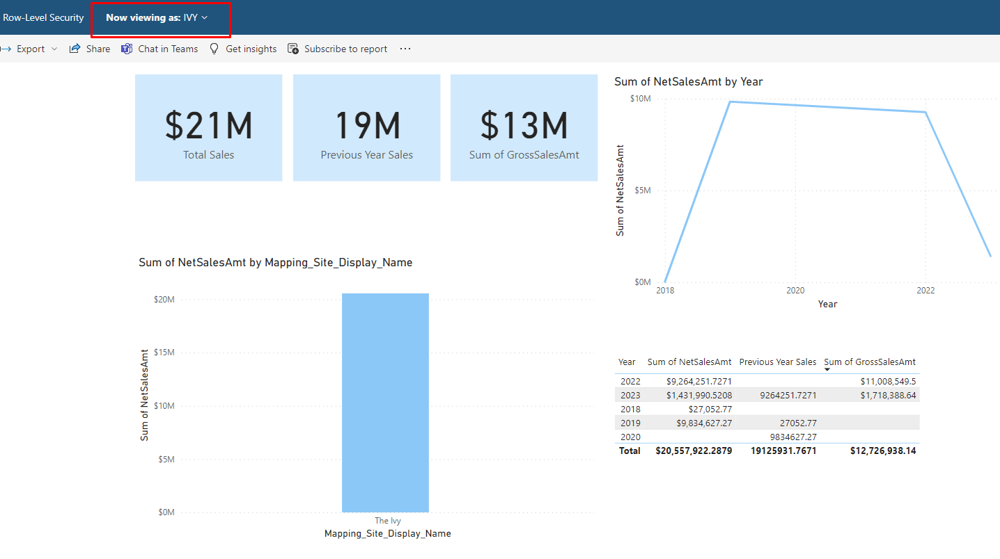 Row-Level Security
Now viewing as: IVY
Export
Share
Chat in Teams
Get insights
Subscribe to report
···
$21M
Total Sales
19M
Previous Year Sales
$13M
Sum of GrossSalesAmt
Sum of NetSalesAmt by Year
Sum of NetSalesAmt
$10M
$5M
$0M
2018 2020 2022
Year
Sum of NetSalesAmt by Mapping_Site_Display_Name
Sum of NetSalesAmt
$20M
$15M
$10M
$5M
$0M
The Ivy
Mapping_Site_Display_Name
Year Sum of NetSalesAmt Previous Year Sales Sum of GrossSalesAmt
2022 $9,264,251.7271 $11,008,549.5
2023 $1,431,990.5208 9264251.7271 $1,718,388.64
2018 $27,052.77
2019 $9,834,627.27 27052.77
2020 9834627.27
Total $20,557,922.2879 19125931.7671 $12,726,938.14